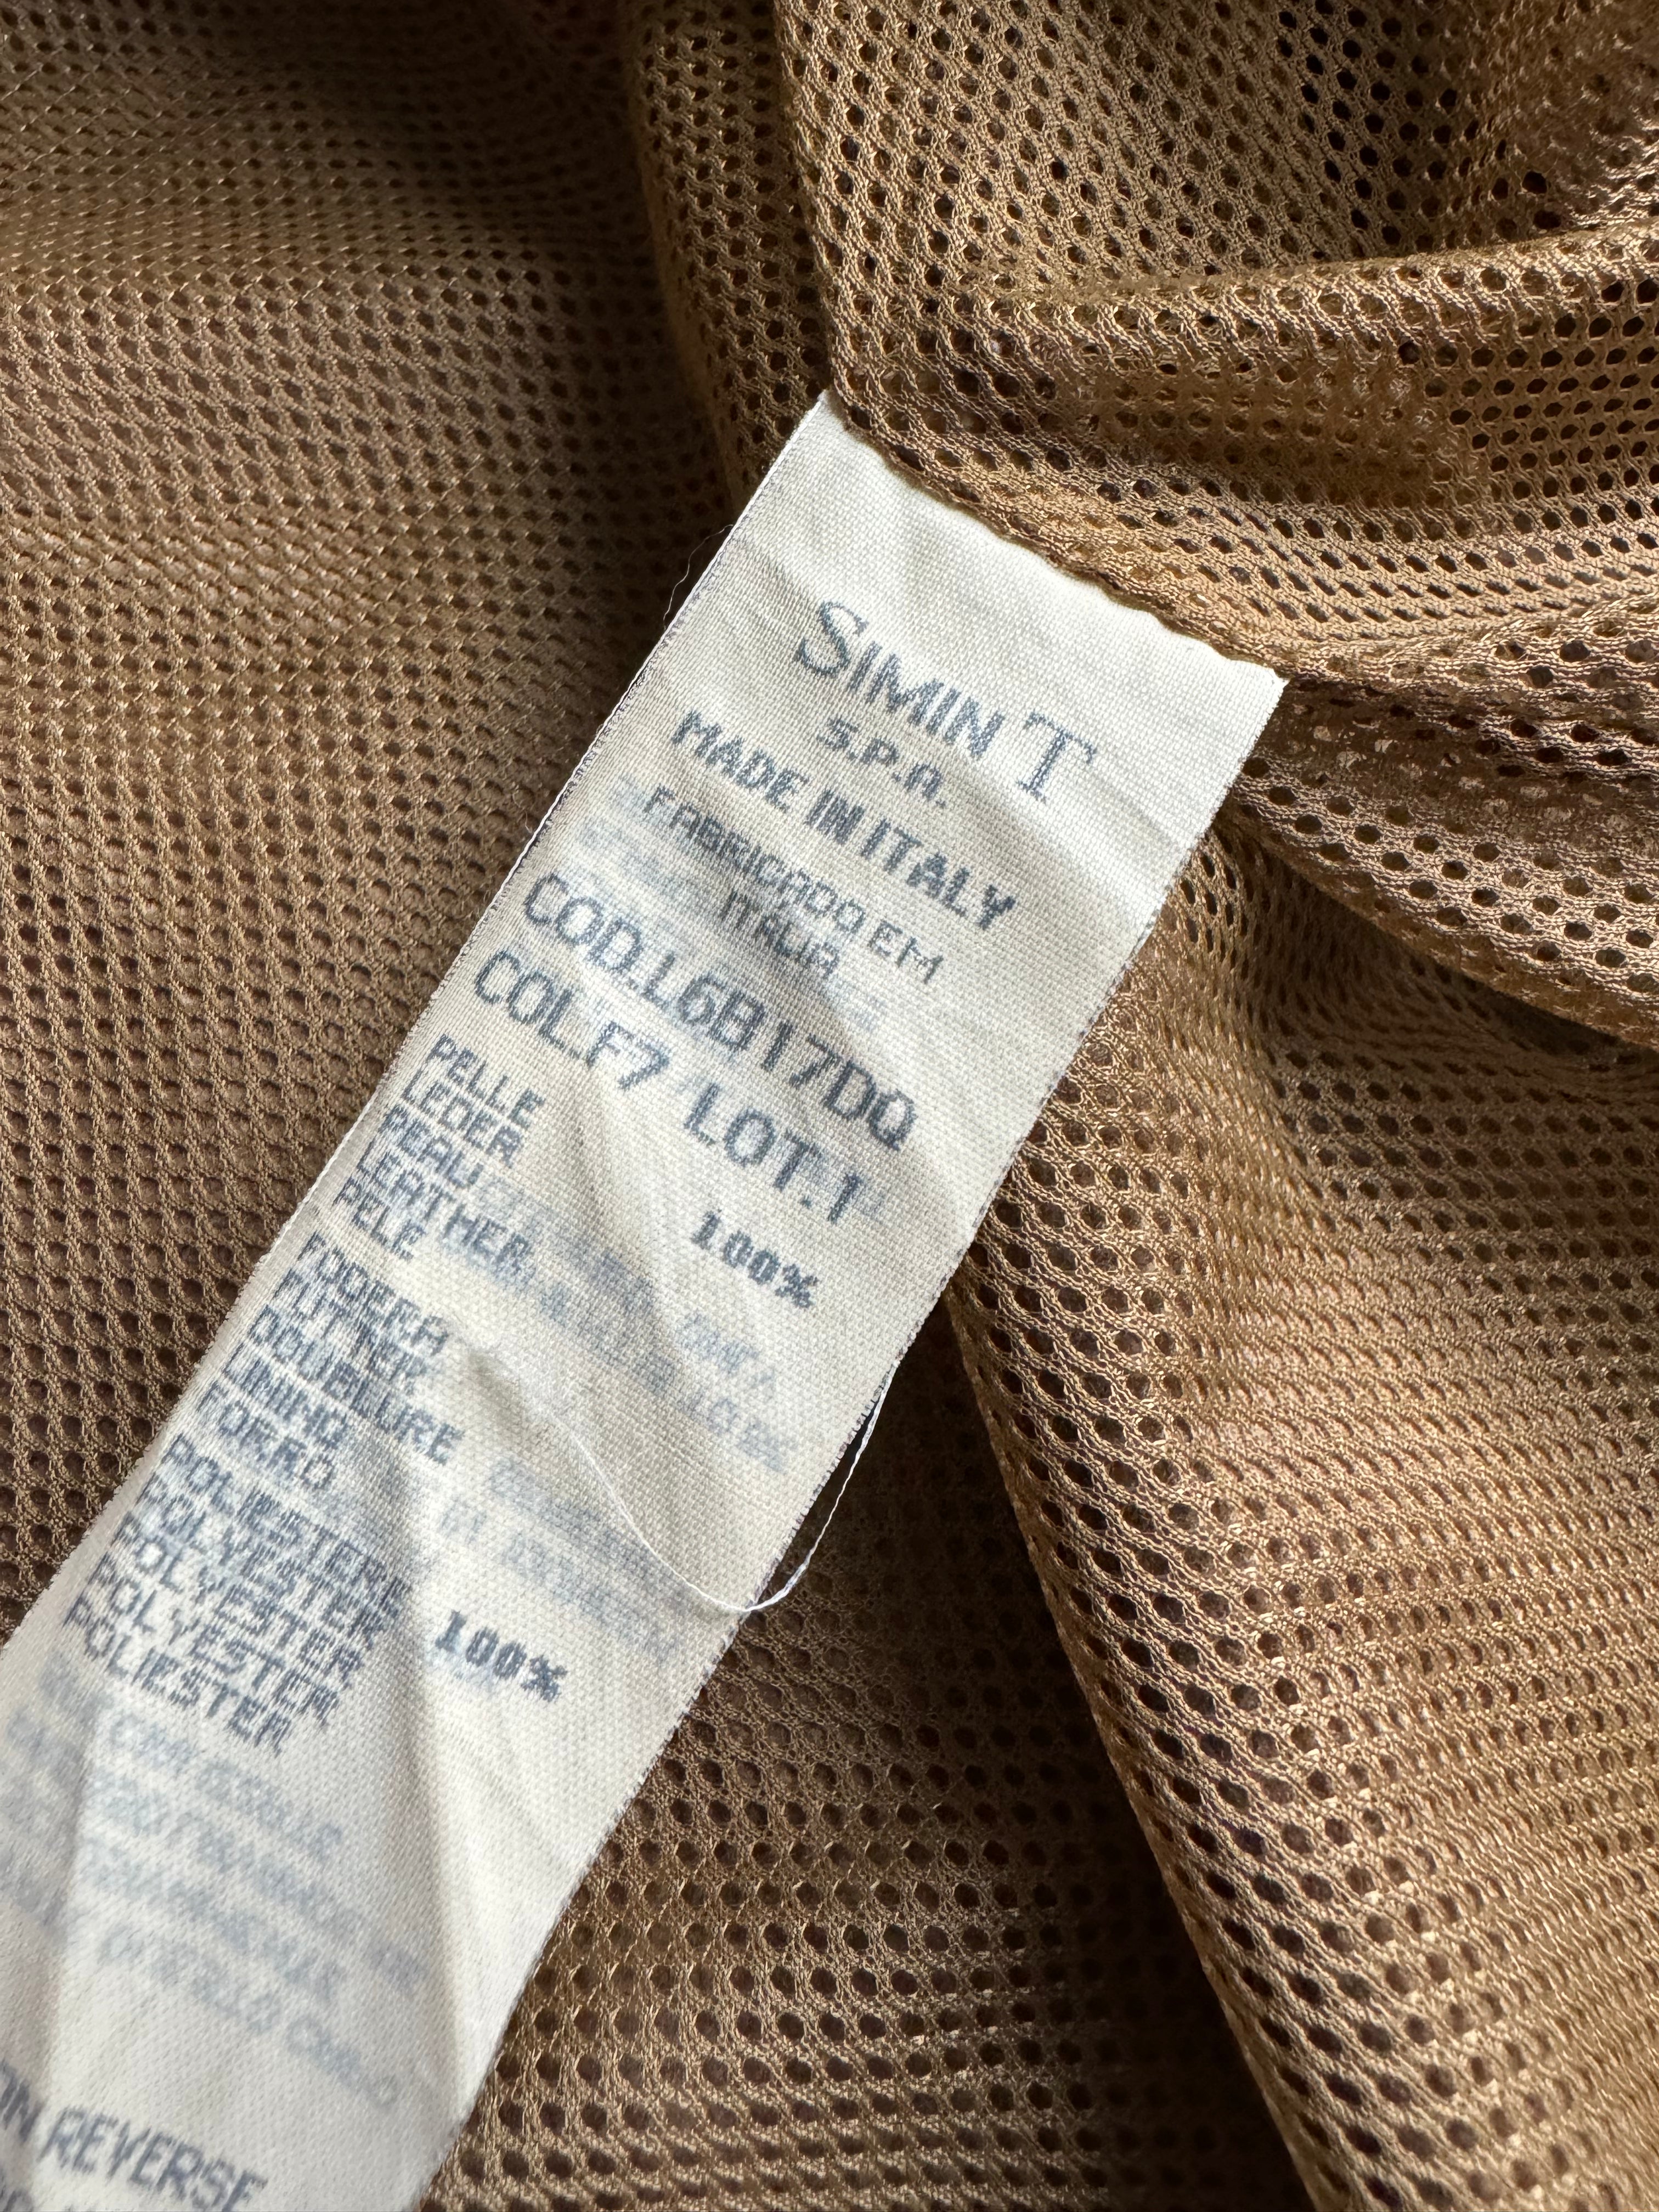 SIMIN T
S.P.A.
MADE IN ITALY
FABRICADO EM
ITALIA
COD.L6B17DQ
COL.F7 LOT.1
PELLE
LEDER
PEAU
LEATHER
PELE
100%
FODERA
FUTTER
DOUBLURE
LINING
FORRO
POLIESTERE
POLYESTER
POLYESTER
POLYESTER
POLIESTER
100%
REVERSE